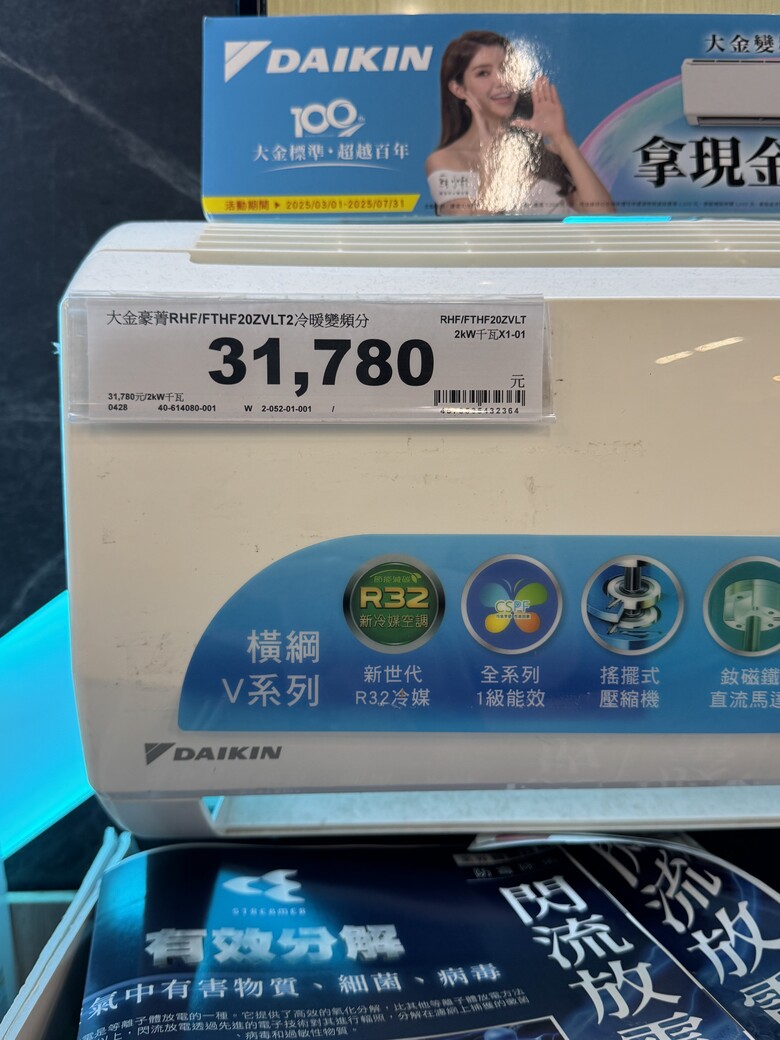 DAIKIN
100th
大金標準・超越百年
活動期間 ▶ 2025/03/01-2025/07/31
大金變
拿現金
大金豪菁RHF/FTHF20ZVLT2冷暖變頻分
RHF/FTHF20ZVLT
2kW千瓦X1-01
31,780
元
31,780元/2kW千瓦
0428 40-614080-001 W 2-052-01-001 /
節能減碳
R32
新冷媒空調
CSPF
橫綱
V系列
新世代
R32冷媒
全系列
1級能效
搖擺式
壓縮機
釹磁鐵
直流馬達
DAIKIN
STREAMER
有效分解
氣中有害物質、細菌、病毒
閃流放電
流放電